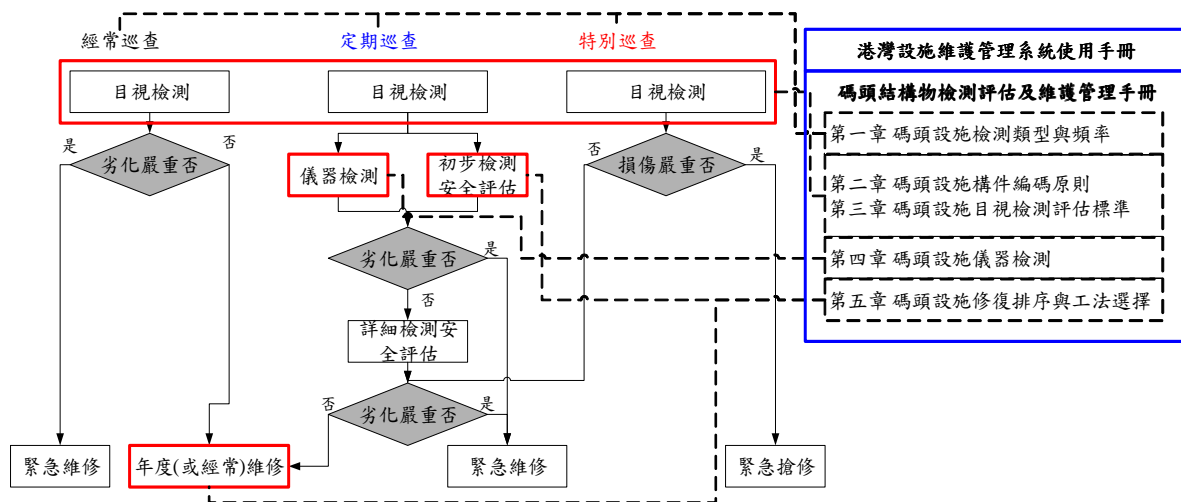 經常巡查
定期巡查
特別巡查
港灣設施維護管理系統使用手冊
目視檢測
目視檢測
目視檢測
碼頭結構物檢測評估及維護管理手冊
第一章 碼頭設施檢測類型與頻率
是
否
劣化嚴重否
儀器檢測
初步檢測
安全評估
否
損傷嚴重否
是
第二章 碼頭設施構件編碼原則
第三章 碼頭設施目視檢測評估標準
劣化嚴重否
是
第四章 碼頭設施儀器檢測
否
第五章 碼頭設施修復排序與工法選擇
詳細檢測安
全評估
否
劣化嚴重否
是
緊急維修
年度(或經常)維修
緊急維修
緊急搶修